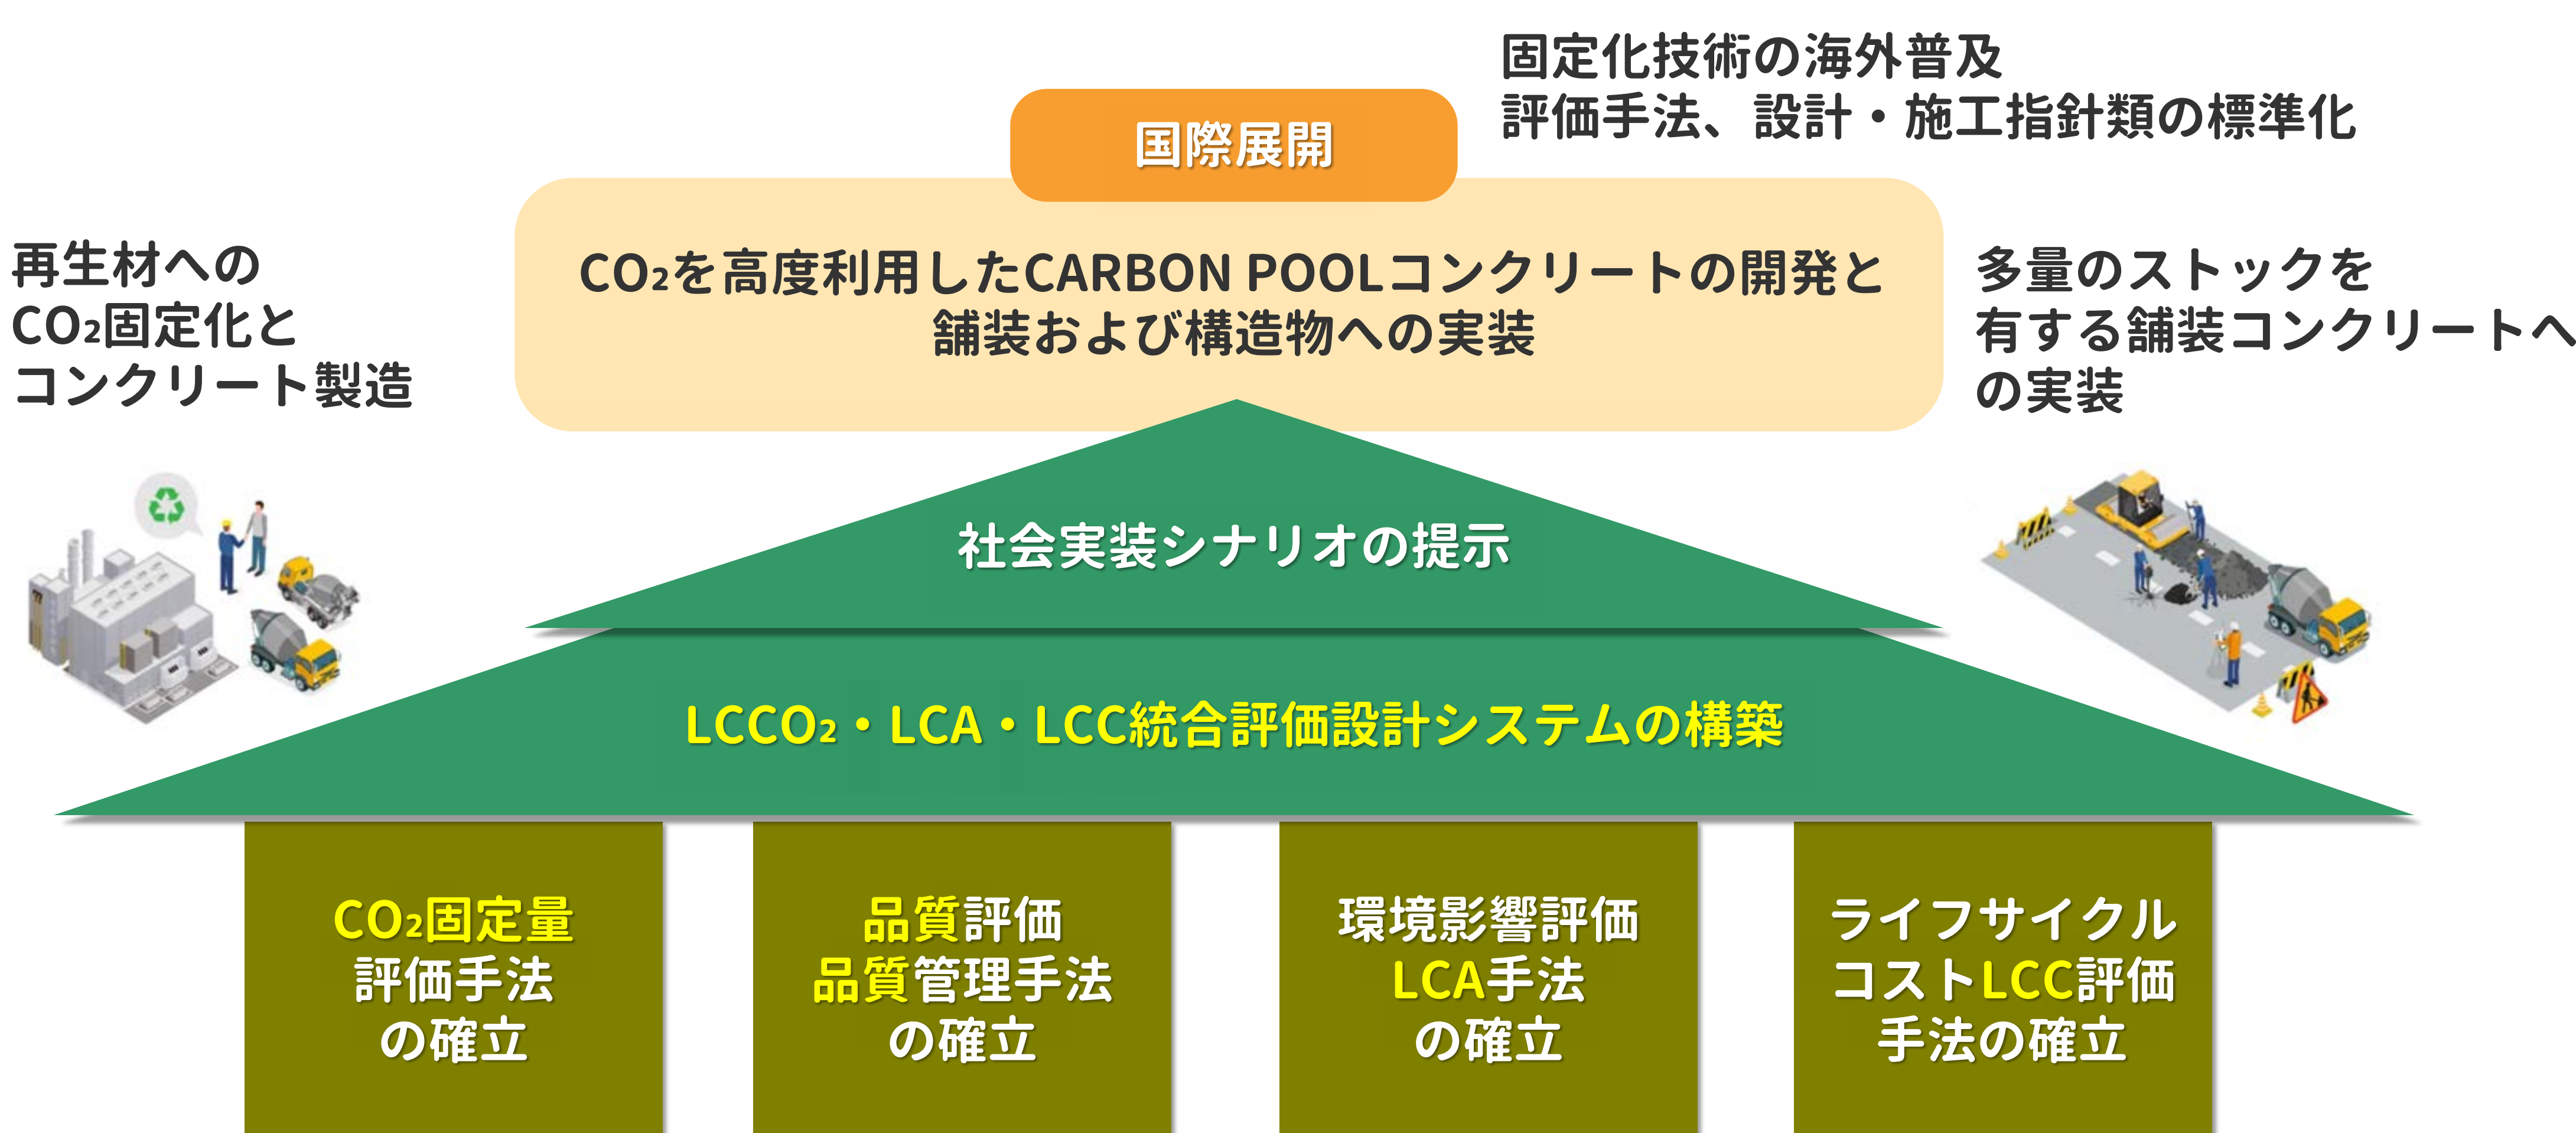 固定化技術の海外普及
評価手法、設計・施工指針類の標準化
国際展開
再生材への
CO₂固定化と
コンクリート製造
CO₂を高度利用したCARBON POOLコンクリートの開発と
舗装および構造物への実装
多量のストックを
有する舗装コンクリートへ
の実装
社会実装シナリオの提示
LCCO₂・LCA・LCC統合評価設計システムの構築
CO₂固定量
評価手法
の確立
品質評価
品質管理手法
の確立
環境影響評価
LCA手法
の確立
ライフサイクル
コストLCC評価
手法の確立